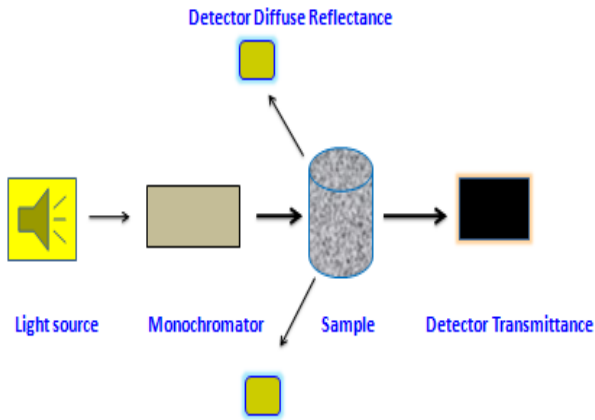 Detector Diffuse Reflectance
Light source
Monochromator
Sample
Detector Transmittance